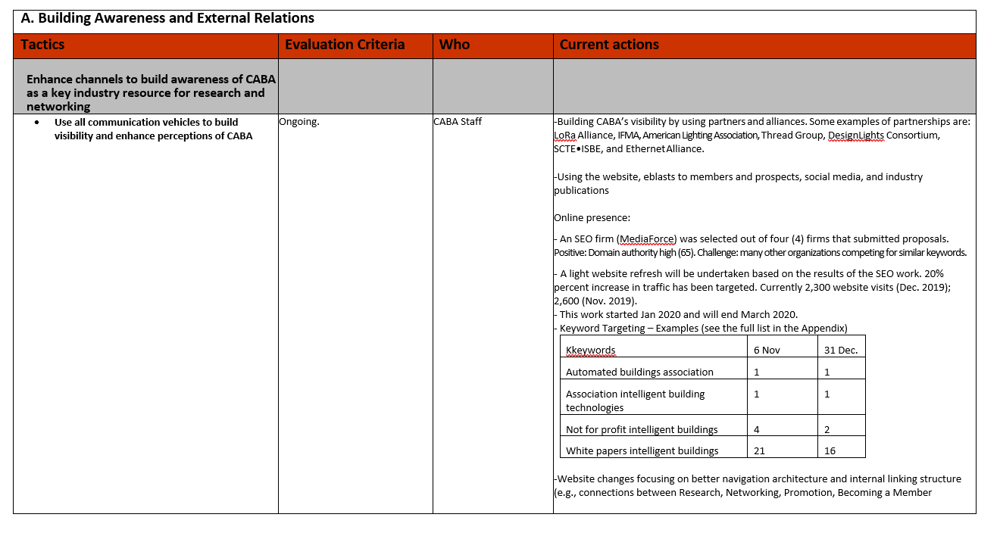 A. Building Awareness and External Relations
Tactics Evaluation Criteria Who Current actions
Enhance channels to build awareness of CABA
as a key industry resource for research and
networking
• Use all communication vehicles to build
visibility and enhance perceptions of CABA
Ongoing.
CABA Staff
-Building CABA’s visibility by using partners and alliances. Some examples of partnerships are:
LoRa Alliance, IFMA, American Lighting Association, Thread Group, DesignLights Consortium,
SCTE•ISBE, and Ethernet Alliance.
-Using the website, eblasts to members and prospects, social media, and industry
publications
Online presence:
- An SEO firm (MediaForce) was selected out of four (4) firms that submitted proposals.
Positive: Domain authority high (65). Challenge: many other organizations competing for similar keywords.
- A light website refresh will be undertaken based on the results of the SEO work. 20%
percent increase in traffic has been targeted. Currently 2,300 website visits (Dec. 2019);
2,600 (Nov. 2019).
- This work started Jan 2020 and will end March 2020.
- Keyword Targeting – Examples (see the full list in the Appendix)
Kkeywords 6 Nov 31 Dec.
Automated buildings association 1 1
Association intelligent building 1 1
technologies
Not for profit intelligent buildings 4 2
White papers intelligent buildings 21 16
-Website changes focusing on better navigation architecture and internal linking structure
(e.g., connections between Research, Networking, Promotion, Becoming a Member